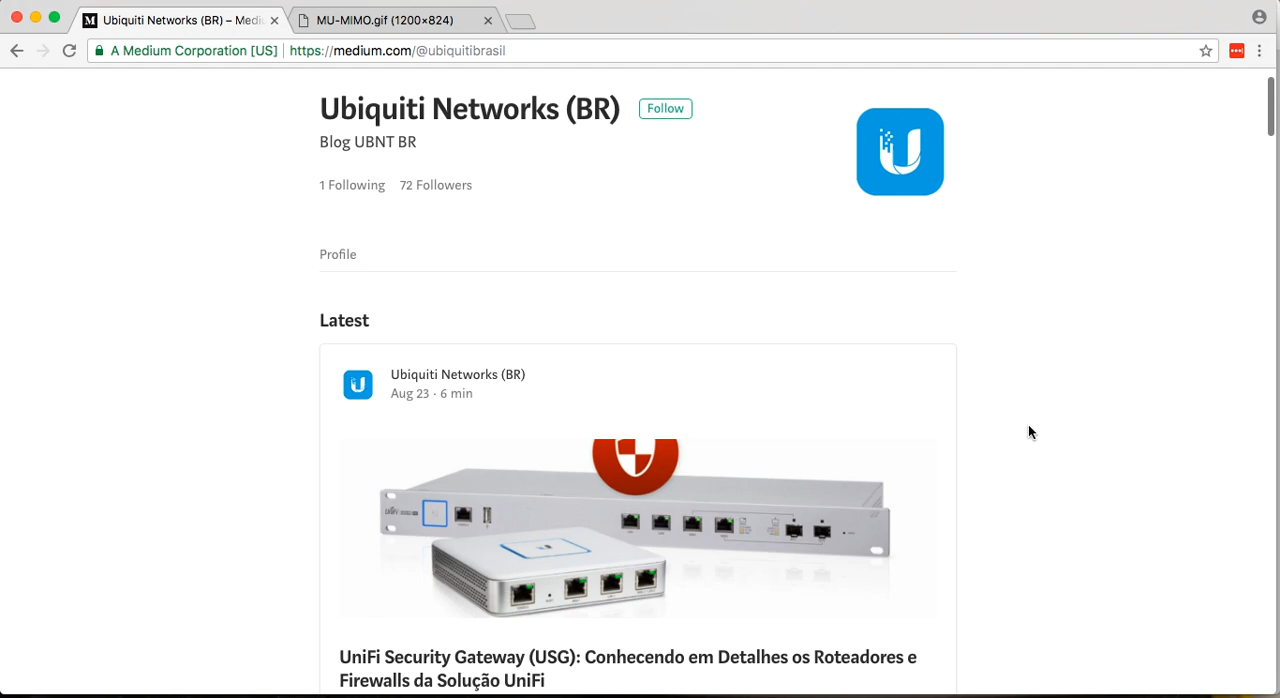 Ubiquiti Networks (BR) – Medi
MU-MIMO.gif (1200×824)
A Medium Corporation [US] | https://medium.com/@ubiquitibrasil
Ubiquiti Networks (BR) Follow
Blog UBNT BR
1 Following 72 Followers
Profile
Latest
Ubiquiti Networks (BR)
Aug 23 · 6 min
UniFi
UniFi Security Gateway (USG): Conhecendo em Detalhes os Roteadores e
Firewalls da Solução UniFi